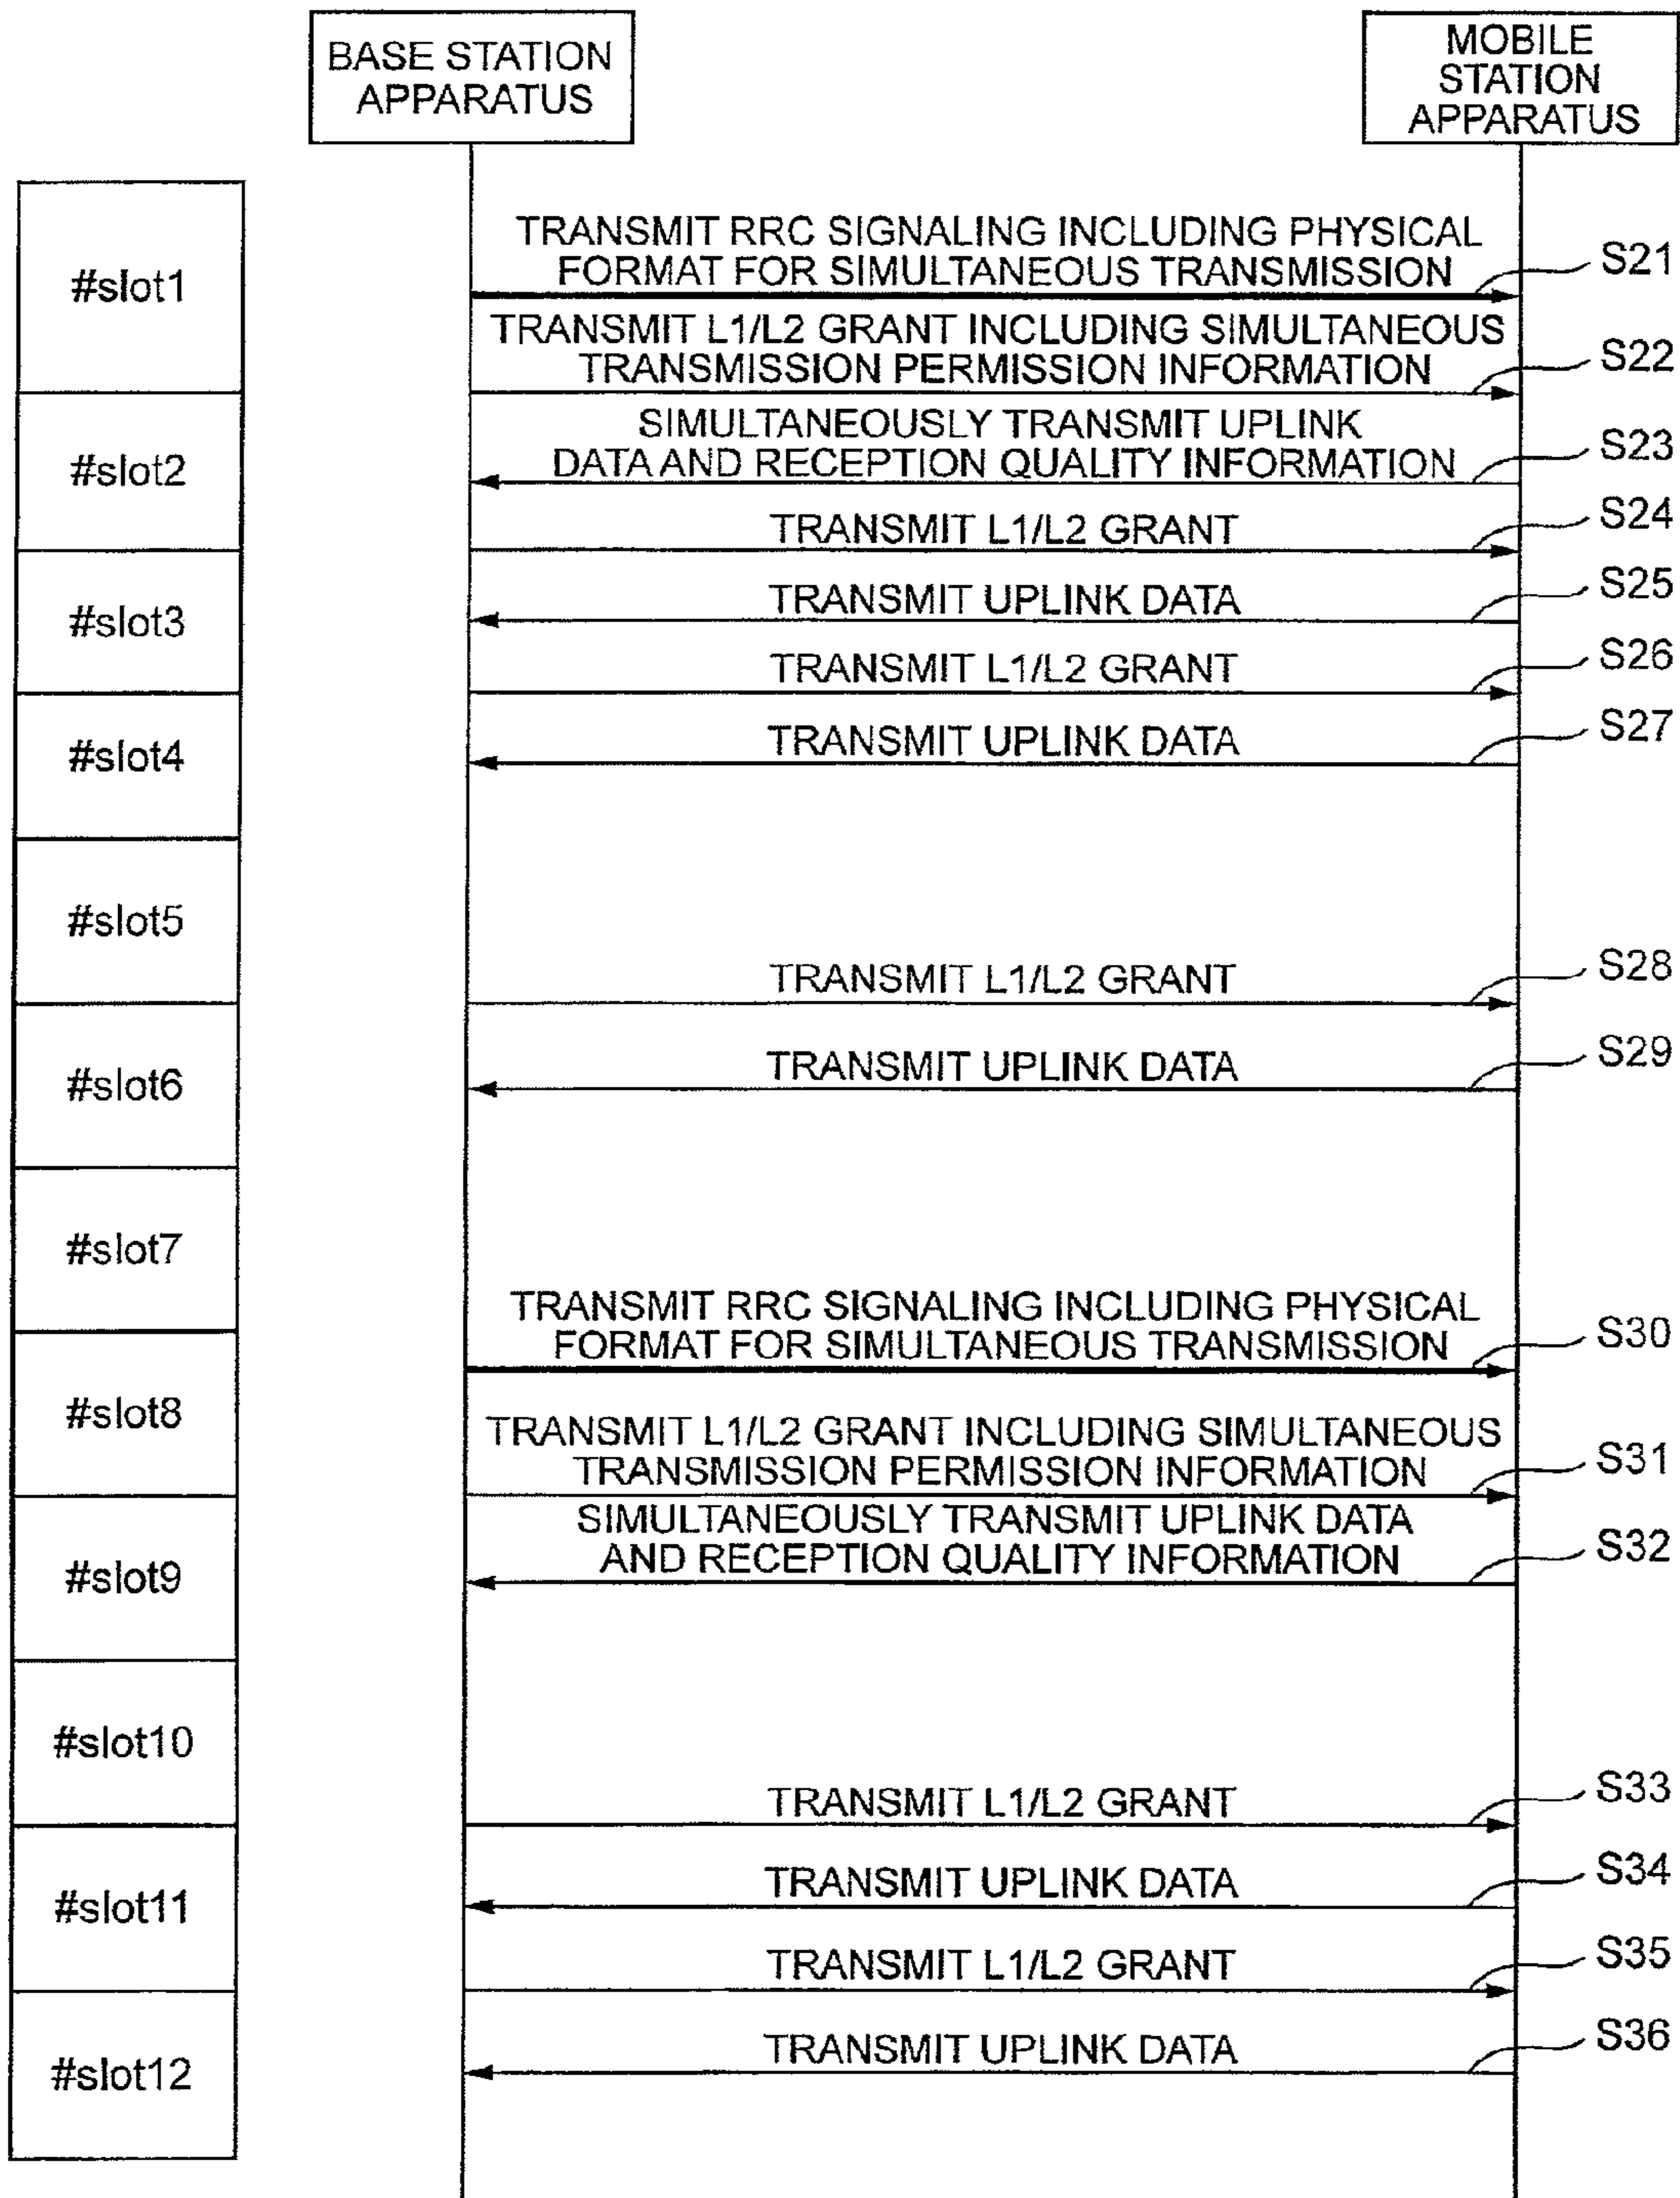 BASE STATION
APPARATUS
MOBILE
STATION
APPARATUS
#slot1
TRANSMIT RRC SIGNALING INCLUDING PHYSICAL
FORMAT FOR SIMULTANEOUS TRANSMISSION
S21
TRANSMIT L1/L2 GRANT INCLUDING SIMULTANEOUS
TRANSMISSION PERMISSION INFORMATION
S22
#slot2
SIMULTANEOUSLY TRANSMIT UPLINK
DATA AND RECEPTION QUALITY INFORMATION
S23
TRANSMIT L1/L2 GRANT
S24
#slot3
TRANSMIT UPLINK DATA
S25
TRANSMIT L1/L2 GRANT
S26
#slot4
TRANSMIT UPLINK DATA
S27
#slot5
TRANSMIT L1/L2 GRANT
S28
#slot6
TRANSMIT UPLINK DATA
S29
#slot7
TRANSMIT RRC SIGNALING INCLUDING PHYSICAL
FORMAT FOR SIMULTANEOUS TRANSMISSION
S30
#slot8
TRANSMIT L1/L2 GRANT INCLUDING SIMULTANEOUS
TRANSMISSION PERMISSION INFORMATION
S31
#slot9
SIMULTANEOUSLY TRANSMIT UPLINK DATA
AND RECEPTION QUALITY INFORMATION
S32
#slot10
TRANSMIT L1/L2 GRANT
S33
#slot11
TRANSMIT UPLINK DATA
S34
TRANSMIT L1/L2 GRANT
S35
#slot12
TRANSMIT UPLINK DATA
S36